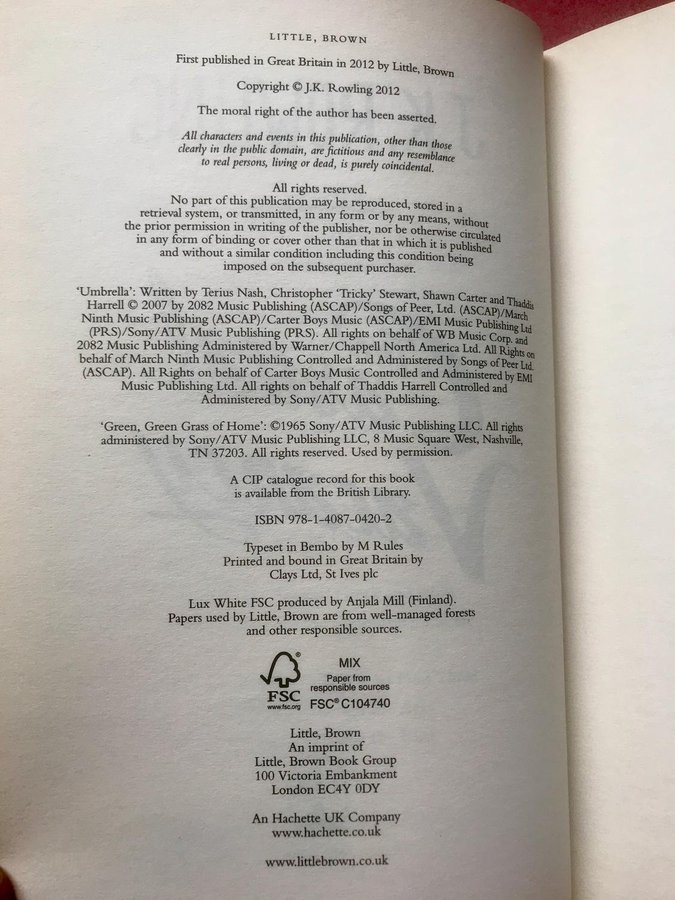 LITTLE, BROWN
First published in Great Britain in 2012 by Little, Brown
Copyright © J.K. Rowling 2012
The moral right of the author has been asserted.
All characters and events in this publication, other than those
clearly in the public domain, are fictitious and any resemblance
to real persons, living or dead, is purely coincidental.
All rights reserved.
No part of this publication may be reproduced, stored in a
retrieval system, or transmitted, in any form or by any means, without
the prior permission in writing of the publisher, nor be otherwise circulated
in any form of binding or cover other than that in which it is published
and without a similar condition including this condition being
imposed on the subsequent purchaser.
'Umbrella': Written by Terius Nash, Christopher 'Tricky' Stewart, Shawn Carter and Thaddis
Harrell © 2007 by 2082 Music Publishing (ASCAP)/Songs of Peer, Ltd. (ASCAP)/March
Ninth Music Publishing (ASCAP)/Carter Boys Music (ASCAP)/EMI Music Publishing Ltd
(PRS)/Sony/ATV Music Publishing (PRS). All rights on behalf of WB Music Corp. and
2082 Music Publishing Administered by Warner/Chappell North America Ltd. All Rights on
behalf of March Ninth Music Publishing Controlled and Administered by Songs of Peer Ltd.
(ASCAP). All Rights on behalf of Carter Boys Music Controlled and Administered by EMI
Music Publishing Ltd. All rights on behalf of Thaddis Harrell Controlled and
Administered by Sony/ATV Music Publishing.
'Green, Green Grass of Home': ©1965 Sony/ATV Music Publishing LLC. All rights
administered by Sony/ATV Music Publishing LLC, 8 Music Square West, Nashville,
TN 37203. All rights reserved. Used by permission.
A CIP catalogue record for this book
is available from the British Library.
ISBN 978-1-4087-0420-2
Typeset in Bembo by M Rules
Printed and bound in Great Britain by
Clays Ltd, St Ives plc
Lux White FSC produced by Anjala Mill (Finland).
Papers used by Little, Brown are from well-managed forests
and other responsible sources.
FSC
www.fsc.org
MIX
Paper from
responsible sources
FSC® C104740
Little, Brown
An imprint of
Little, Brown Book Group
100 Victoria Embankment
London EC4Y 0DY
An Hachette UK Company
www.hachette.co.uk
www.littlebrown.co.uk